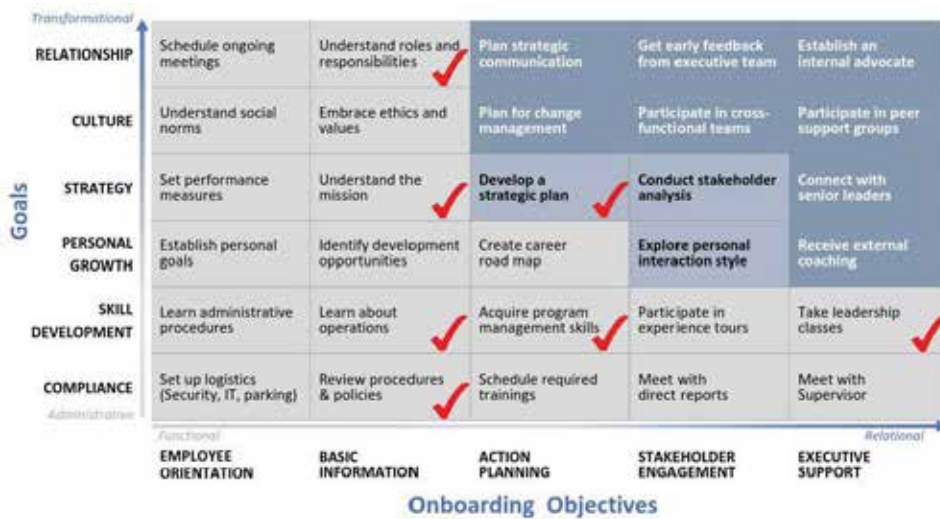 Transformational
RELATIONSHIP
Schedule ongoing
meetings
Understand roles and
responsibilities
Plan strategic
communication
Get early feedback
from executive team
Establish an
internal advocate
CULTURE
Understand social
norms
Embrace ethics and
values
Plan for change
management
Participate in cross-
functional teams
Participate in peer
support groups
Goals
STRATEGY
Set performance
measures
Understand the
mission
Develop a
strategic plan
Conduct stakeholder
analysis
Connect with
senior leaders
PERSONAL
GROWTH
Establish personal
goals
Identify development
opportunities
Create career
road map
Explore personal
interaction style
Receive external
coaching
SKILL
DEVELOPMENT
Learn administrative
procedures
Learn about
operations
Acquire program
management skills
Participate in
experience tours
Take leadership
classes
COMPLIANCE
Set up logistics
(Security, IT, parking)
Review procedures
& policies
Schedule required
trainings
Meet with
direct reports
Meet with
Supervisor
Administrative
Functional
Relational
EMPLOYEE
ORIENTATION
BASIC
INFORMATION
ACTION
PLANNING
STAKEHOLDER
ENGAGEMENT
EXECUTIVE
SUPPORT
Onboarding Objectives